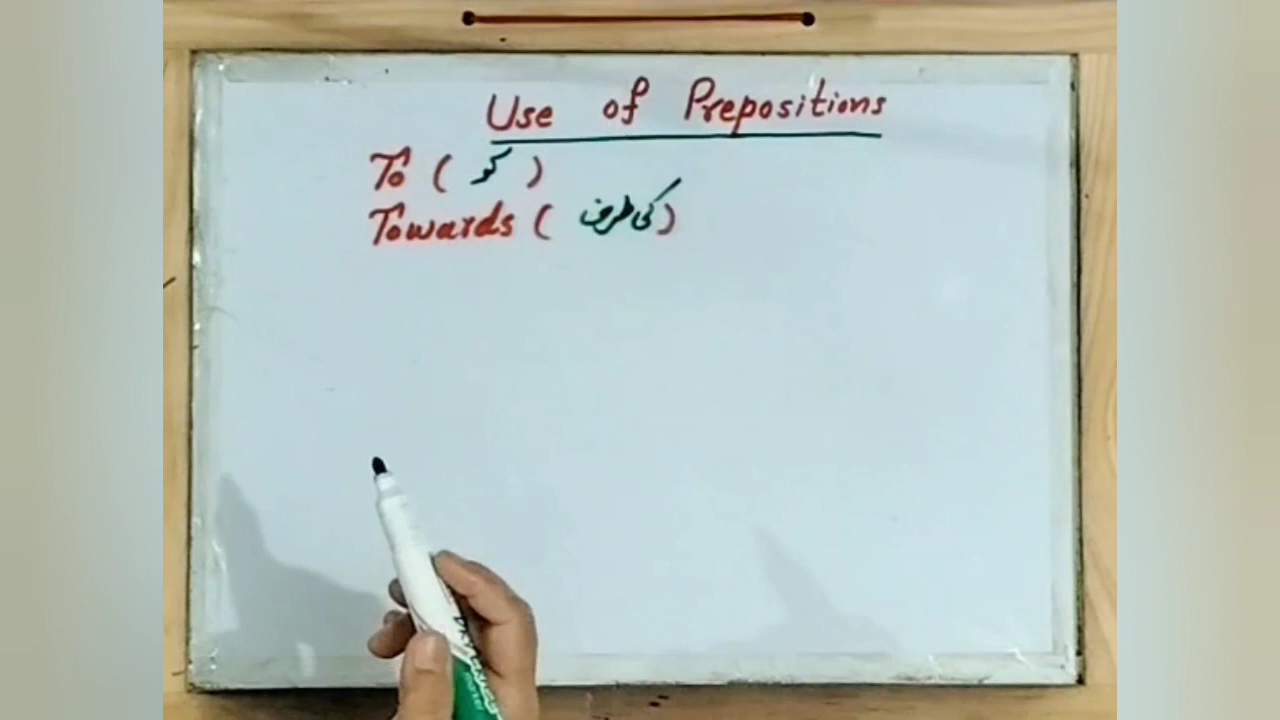 Use of Prepositions
To ( کو )
Towards ( کی طرف )